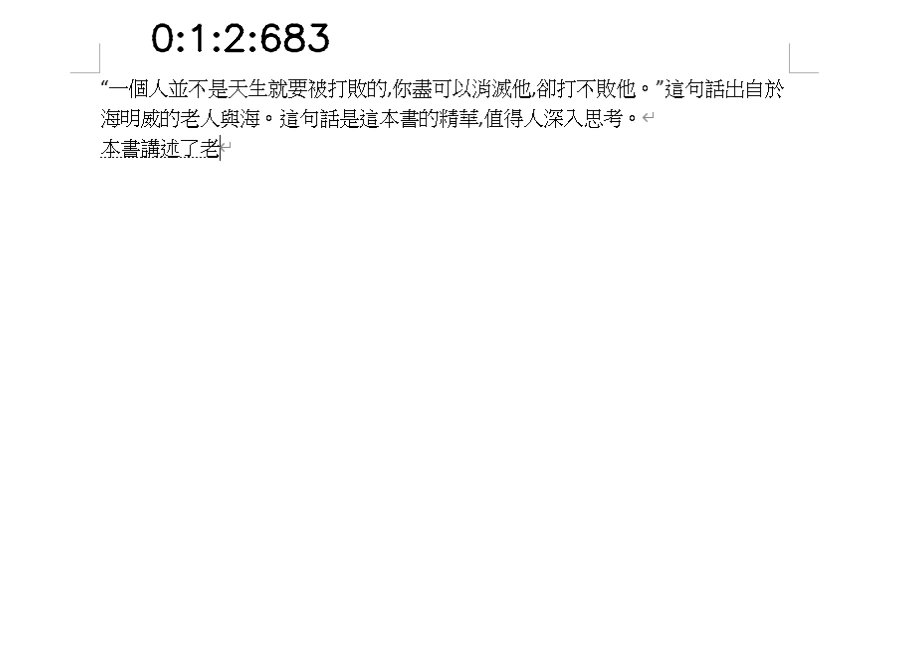 0:1:2:683
“一個人並不是天生就要被打敗的,你盡可以消滅他,卻打不敗他。”這句話出自於
海明威的老人與海。這句話是這本書的精華,值得人深入思考。
本書講述了老